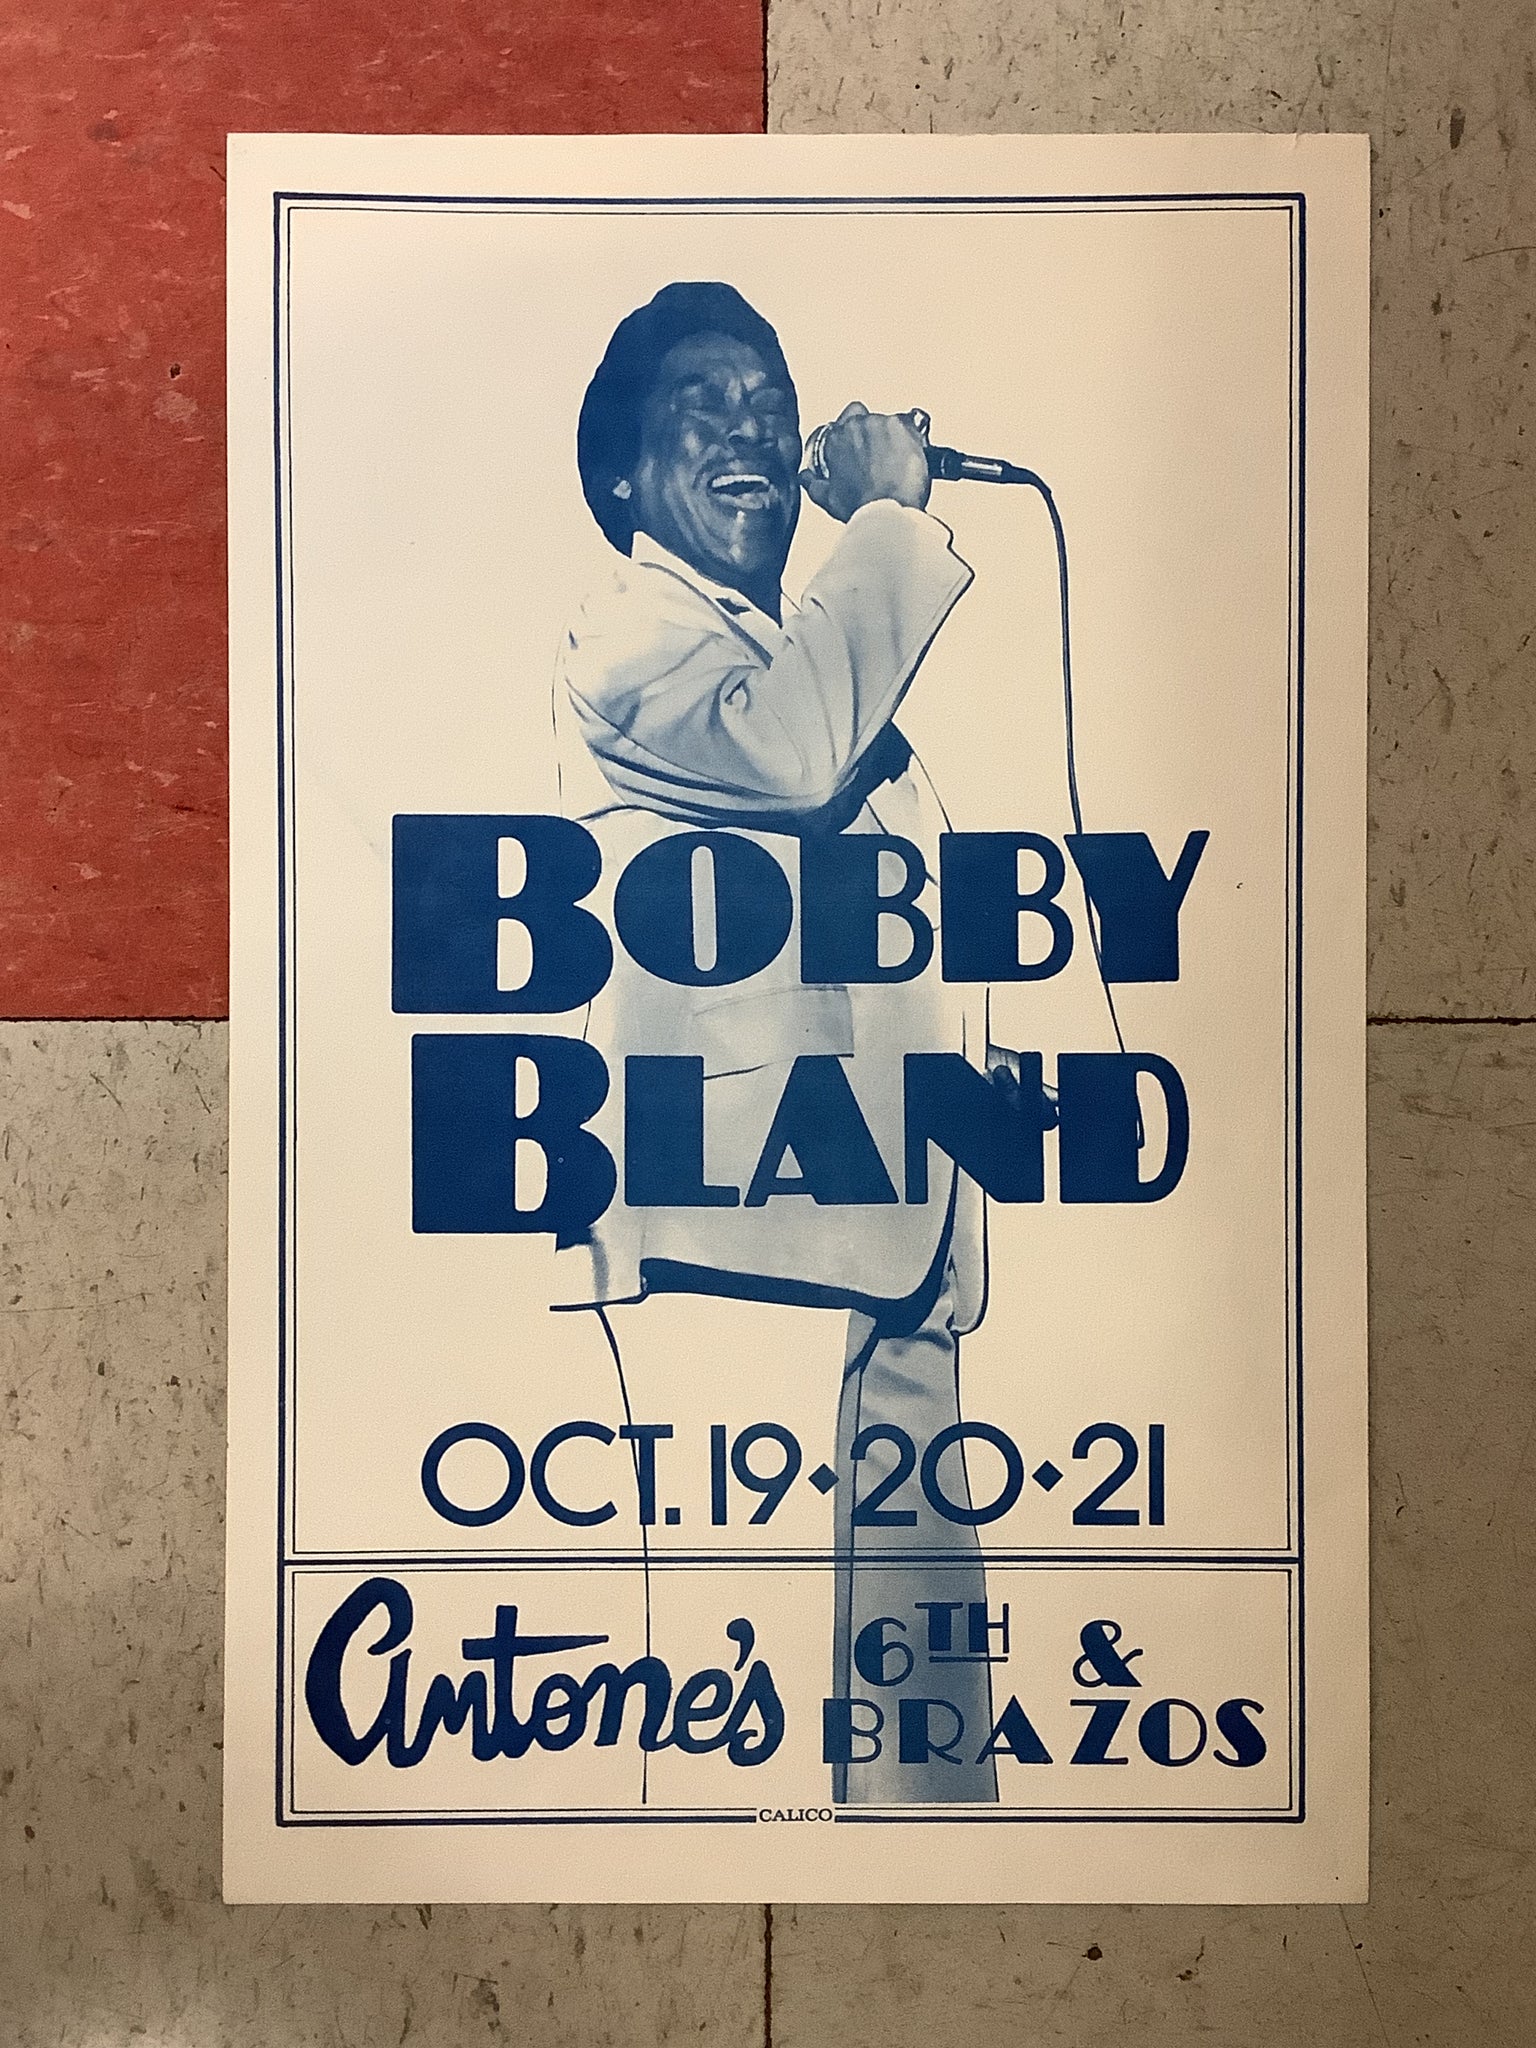 BOBBY
BLAND
OCT. 19 ◆ 20 ◆ 21
Antone's 6TH &
BRAZOS
CALICO